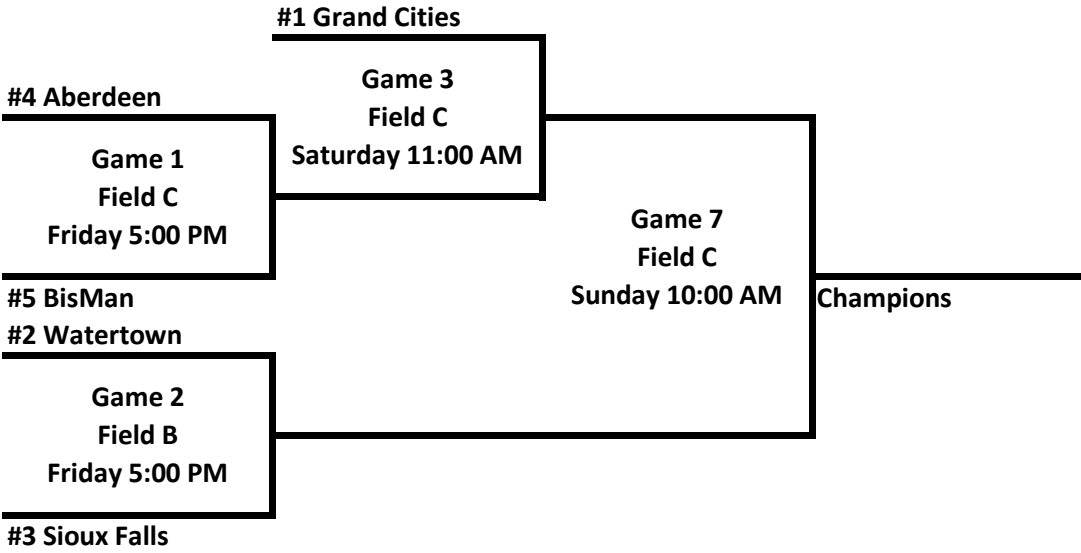 #1 Grand Cities
Game 3
Field C
Saturday 11:00 AM
#4 Aberdeen
Game 1
Field C
Friday 5:00 PM
#5 BisMan
Game 7
Field C
Sunday 10:00 AM
Champions
#2 Watertown
Game 2
Field B
Friday 5:00 PM
#3 Sioux Falls